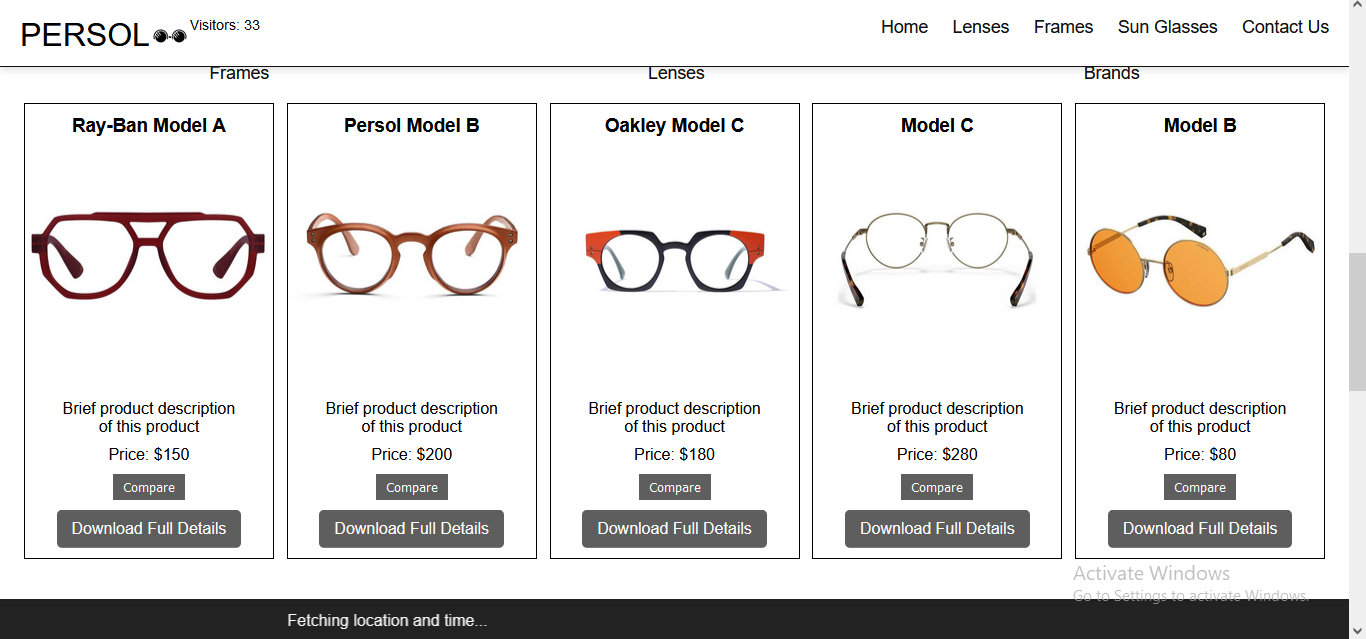 PERSOL
Visitors: 33
Home Lenses Frames Sun Glasses Contact Us
Frames Lenses Brands
Ray-Ban Model A
Brief product description
of this product
Price: $150
Compare
Download Full Details
Persol Model B
Brief product description
of this product
Price: $200
Compare
Download Full Details
Oakley Model C
Brief product description
of this product
Price: $180
Compare
Download Full Details
Model C
Brief product description
of this product
Price: $280
Compare
Download Full Details
Model B
Brief product description
of this product
Price: $80
Compare
Download Full Details
Activate Windows
Go to Settings to activate Windows.
Fetching location and time...